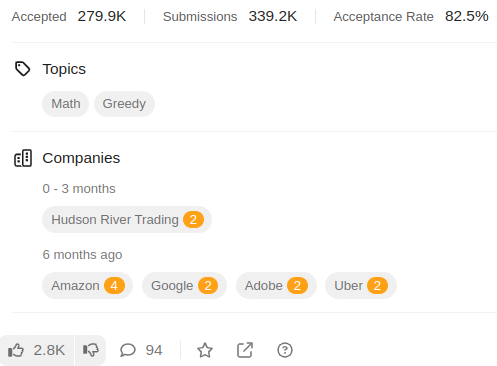 Accepted 279.9K Submissions 339.2K Acceptance Rate 82.5%
Topics
Math Greedy
Companies
0 - 3 months
Hudson River Trading 2
6 months ago
Amazon 4 Google 2 Adobe 2 Uber 2
2.8K 94